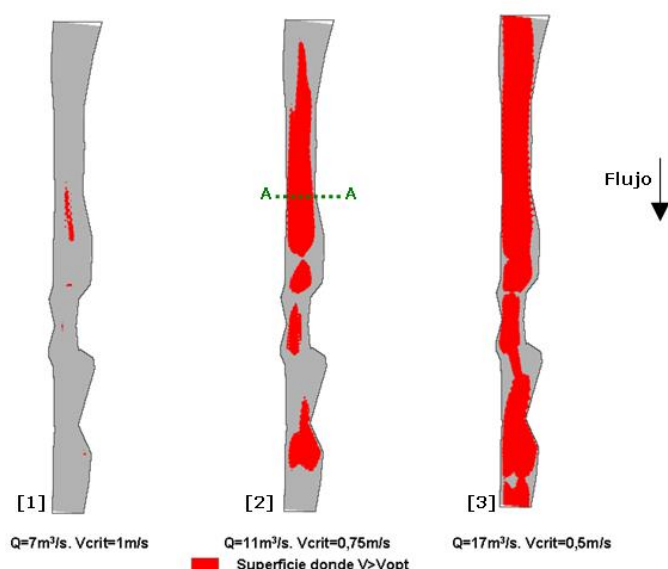 A A
Flujo
[1] [2] [3]
Q=7m³/s. Vcrit=1m/s Q=11m³/s. Vcrit=0,75m/s Q=17m³/s. Vcrit=0,5m/s
Superficie donde V>Vopt